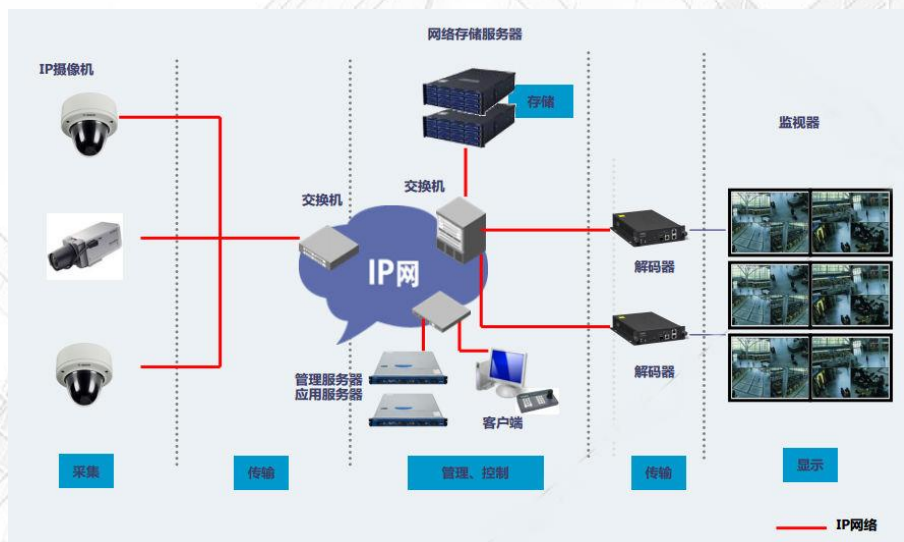 网络存储服务器
IP摄像机
存储
监视器
交换机
交换机
IP网
解码器
解码器
管理服务器
应用服务器
客户端
采集
传输
管理、控制
传输
显示
IP网络